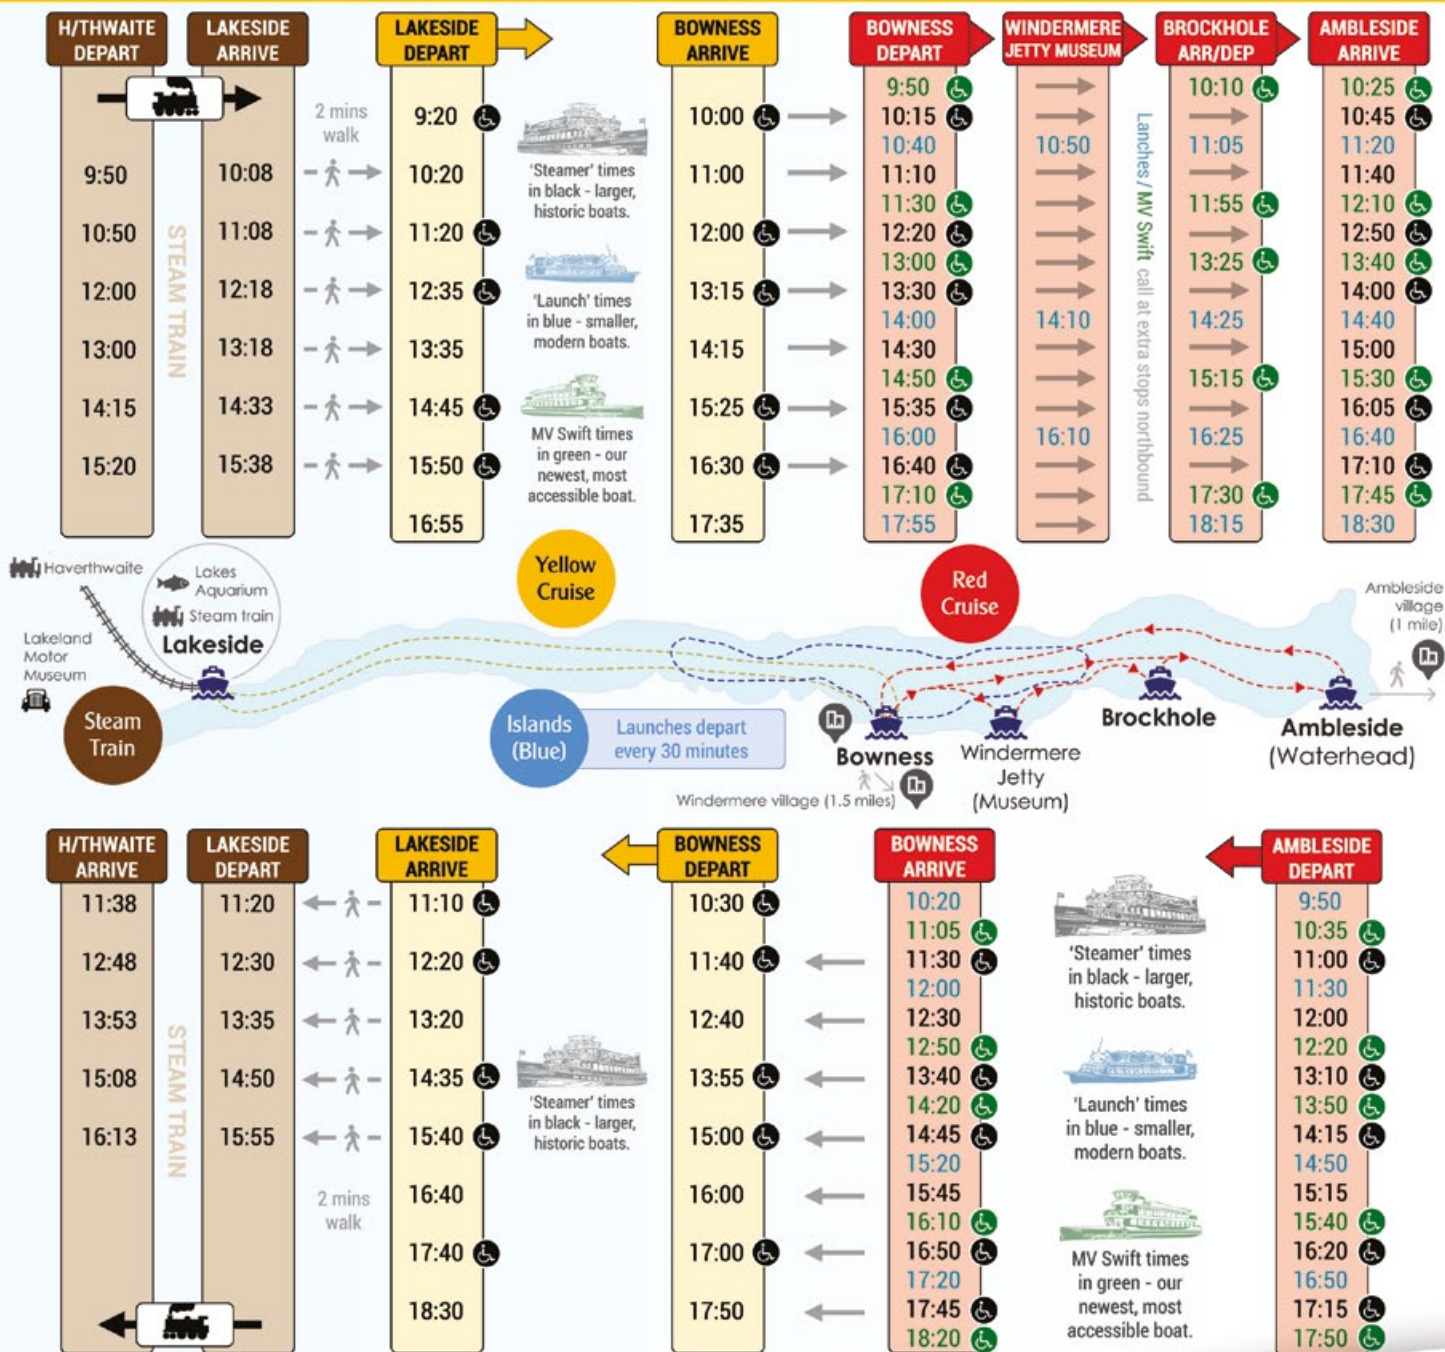 H/THWAITE DEPART
LAKESIDE ARRIVE
LAKESIDE DEPART
BOWNESS ARRIVE
BOWNESS DEPART
WINDERMERE JETTY MUSEUM
BROCKHOLE ARR/DEP
AMBLESIDE ARRIVE
9:50 10:10 10:25
9:20 10:00 10:15 10:45
10:40 10:50 11:05 11:20
9:50 10:08 10:20 11:00 11:10 11:40
11:30 11:55 12:10
10:50 11:08 11:20 12:00 12:20 12:50
13:00 13:25 13:40
12:00 12:18 12:35 13:15 13:30 14:00
14:00 14:10 14:25 14:40
13:00 13:18 13:35 14:15 14:30 15:00
14:50 15:15 15:30
14:15 14:33 14:45 15:25 15:35 16:05
16:00 16:10 16:25 16:40
15:20 15:38 15:50 16:30 16:40 17:10
17:10 17:30 17:45
16:55 17:35 17:55 18:15 18:30
STEAM TRAIN
2 mins
walk
'Steamer' times
in black - larger,
historic boats.
'Launch' times
in blue - smaller,
modern boats.
MV Swift times
in green - our
newest, most
accessible boat.
Lanches / MV Swift call at extra stops northbound
Haverthwaite
Lakes
Aquarium
Steam train
Lakeside
Lakeland
Motor
Museum
Steam
Train
Yellow
Cruise
Islands
(Blue)
Launches depart
every 30 minutes
Red
Cruise
Bowness
Windermere village (1.5 miles)
Windermere
Jetty
(Museum)
Brockhole
Ambleside
(Waterhead)
Ambleside
village
(1 mile)
H/THWAITE ARRIVE
LAKESIDE DEPART
LAKESIDE ARRIVE
BOWNESS DEPART
BOWNESS ARRIVE
AMBLESIDE DEPART
11:38 11:20 11:10 10:30 10:20 9:50
11:05 10:35
12:48 12:30 12:20 11:40 11:30 11:00
12:00 11:30
13:53 13:35 13:20 12:40 12:30 12:00
12:50 12:20
15:08 14:50 14:35 13:55 13:40 13:10
14:20 13:50
16:13 15:55 15:40 15:00 14:45 14:15
15:20 14:50
16:40 16:00 15:45 15:15
16:10 15:40
17:40 17:00 16:50 16:20
17:20 16:50
18:30 17:50 17:45 17:15
18:20 17:50
STEAM TRAIN
2 mins
walk
'Steamer' times
in black - larger,
historic boats.
'Steamer' times
in black - larger,
historic boats.
'Launch' times
in blue - smaller,
modern boats.
MV Swift times
in green - our
newest, most
accessible boat.